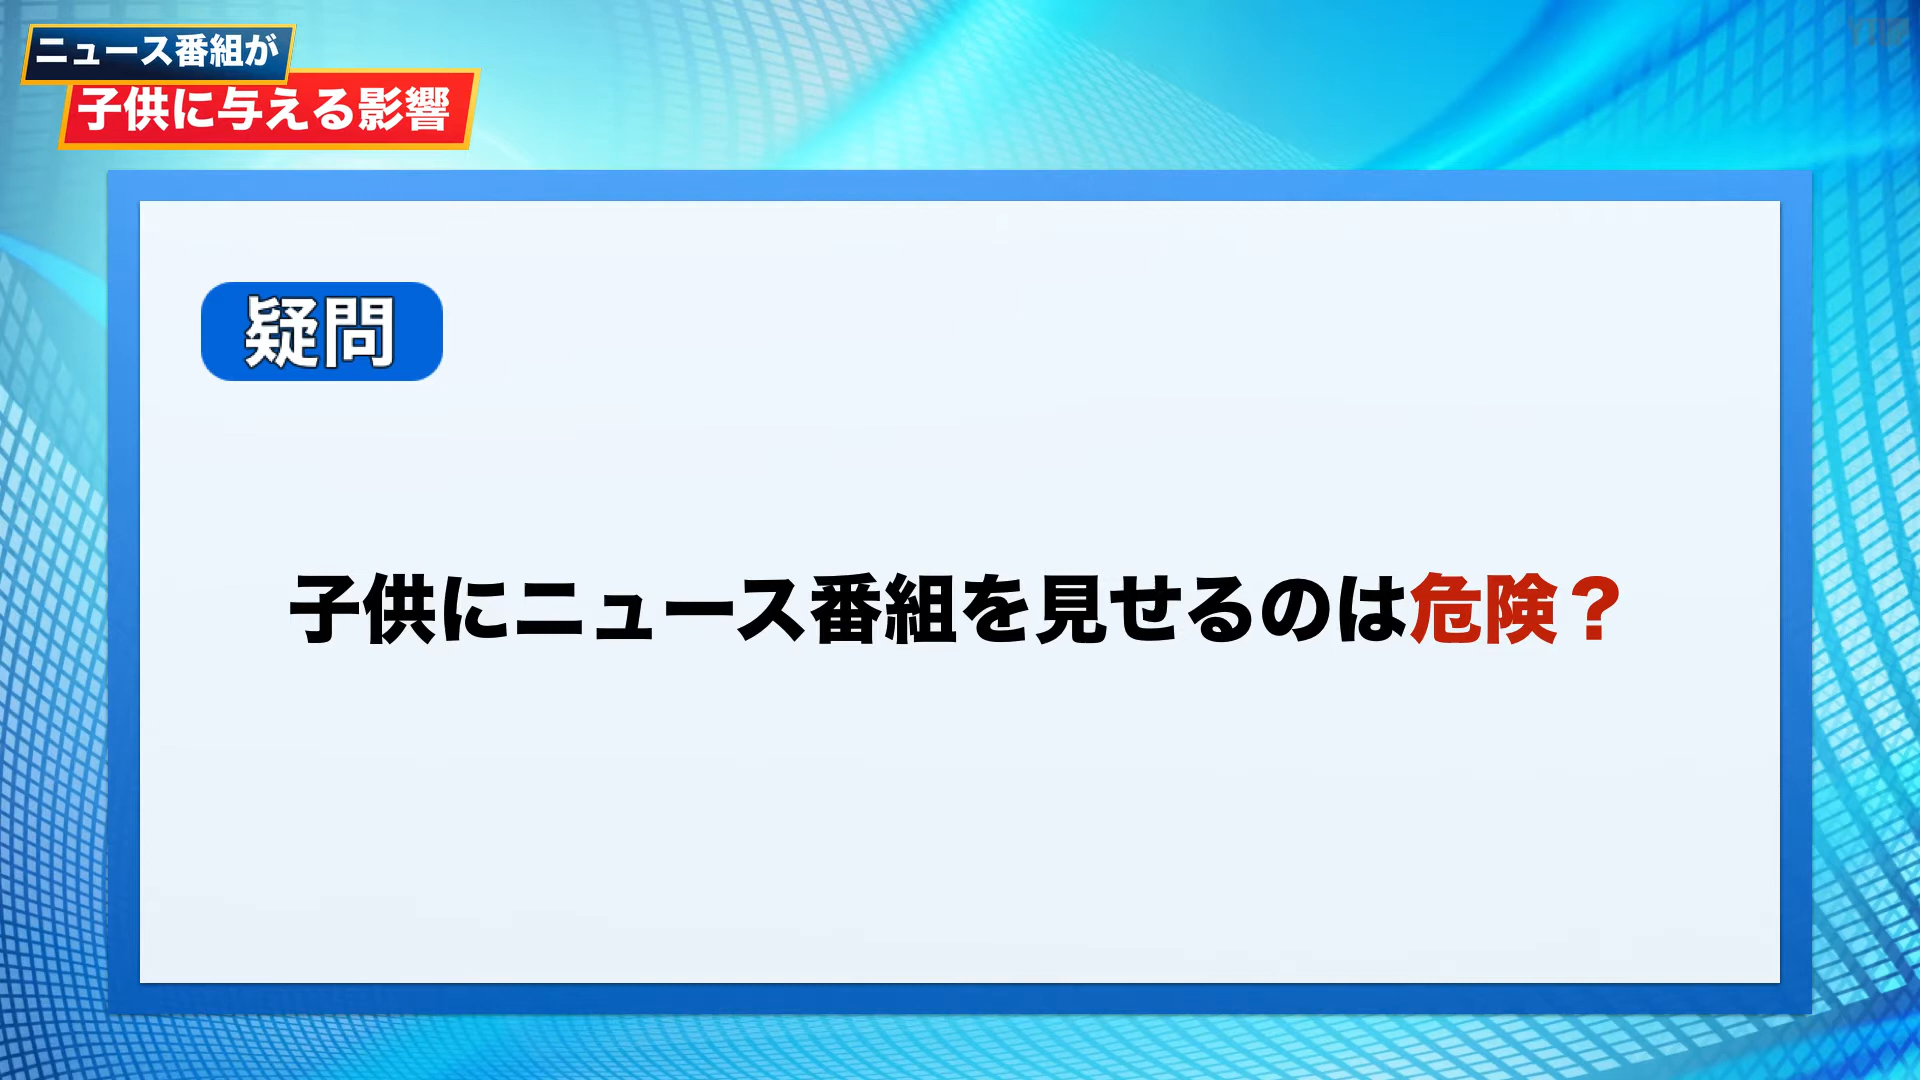 ニュース番組が
子供に与える影響
疑問
子供にニュース番組を見せるのは危険？